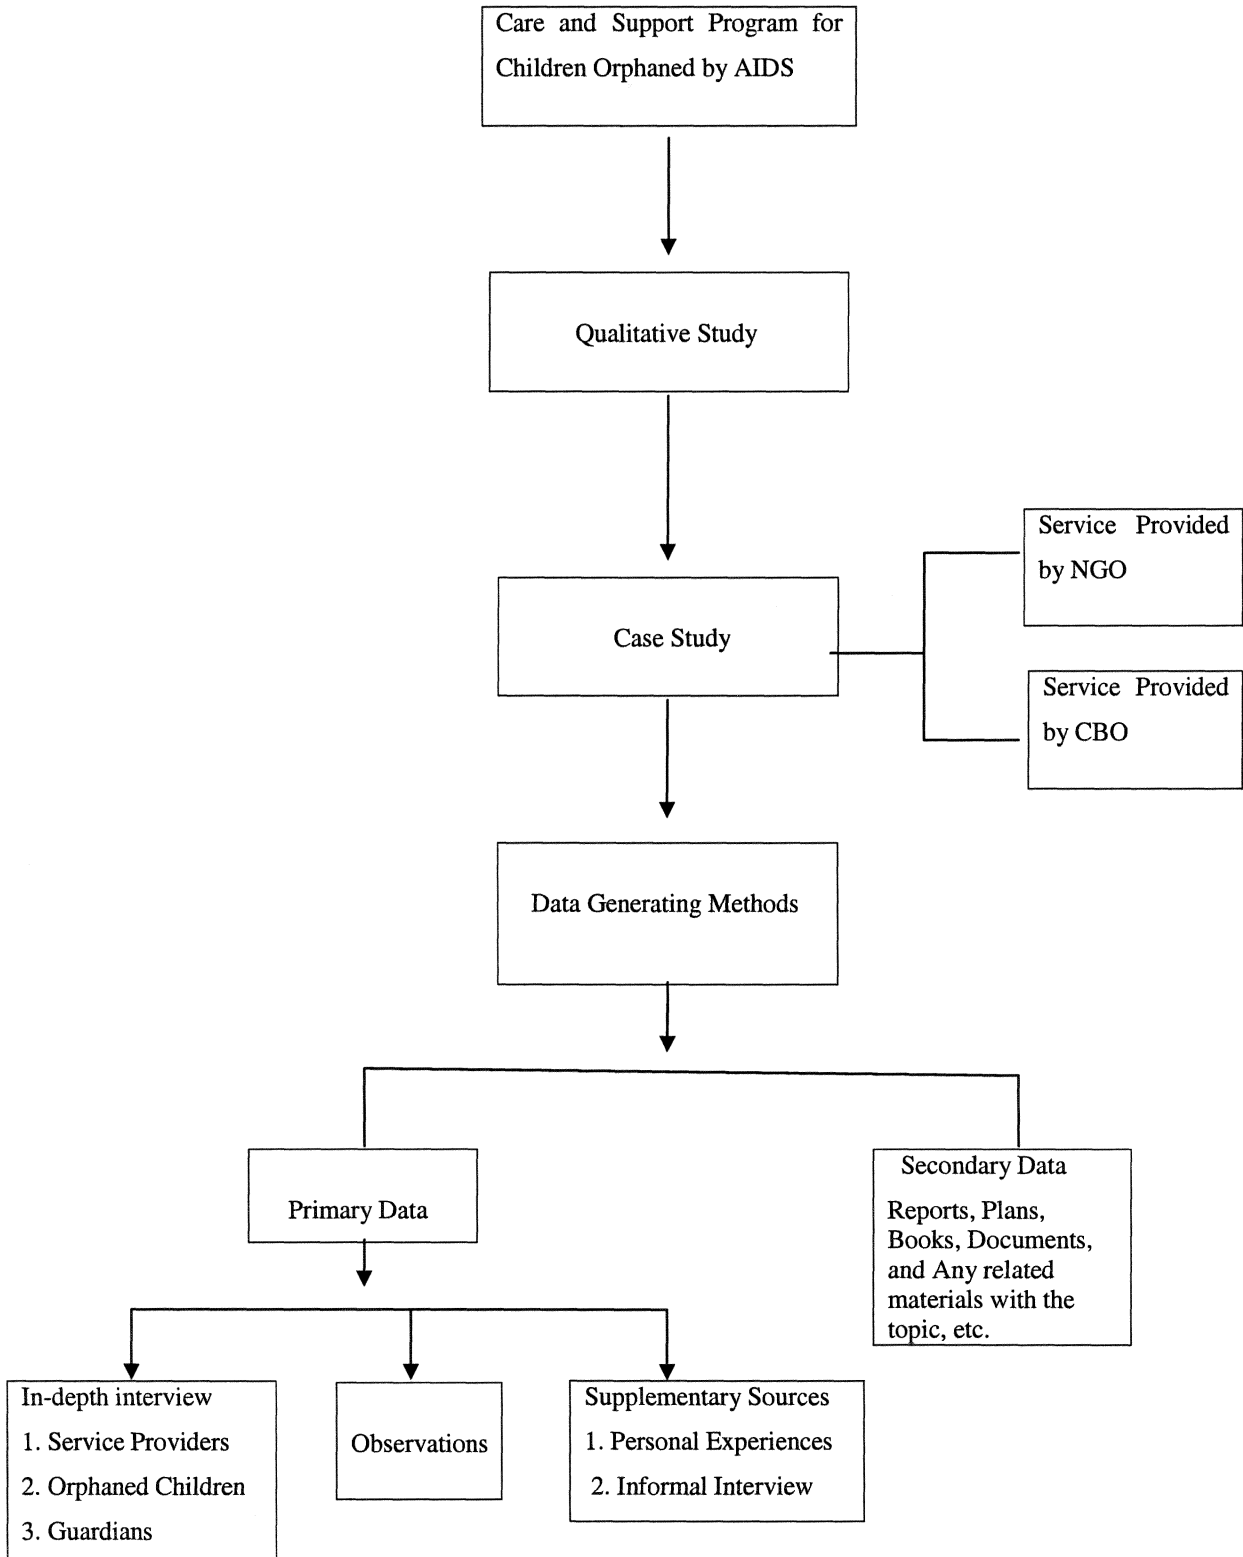 Care and Support Program for
Children Orphaned by AIDS
Qualitative Study
Service Provided
by NGO
Case Study
Service Provided
by CBO
Data Generating Methods
Primary Data
Secondary Data
Reports, Plans,
Books, Documents,
and Any related
materials with the
topic, etc.
In-depth interview
1. Service Providers
2. Orphaned Children
3. Guardians
Observations
Supplementary Sources
1. Personal Experiences
2. Informal Interview